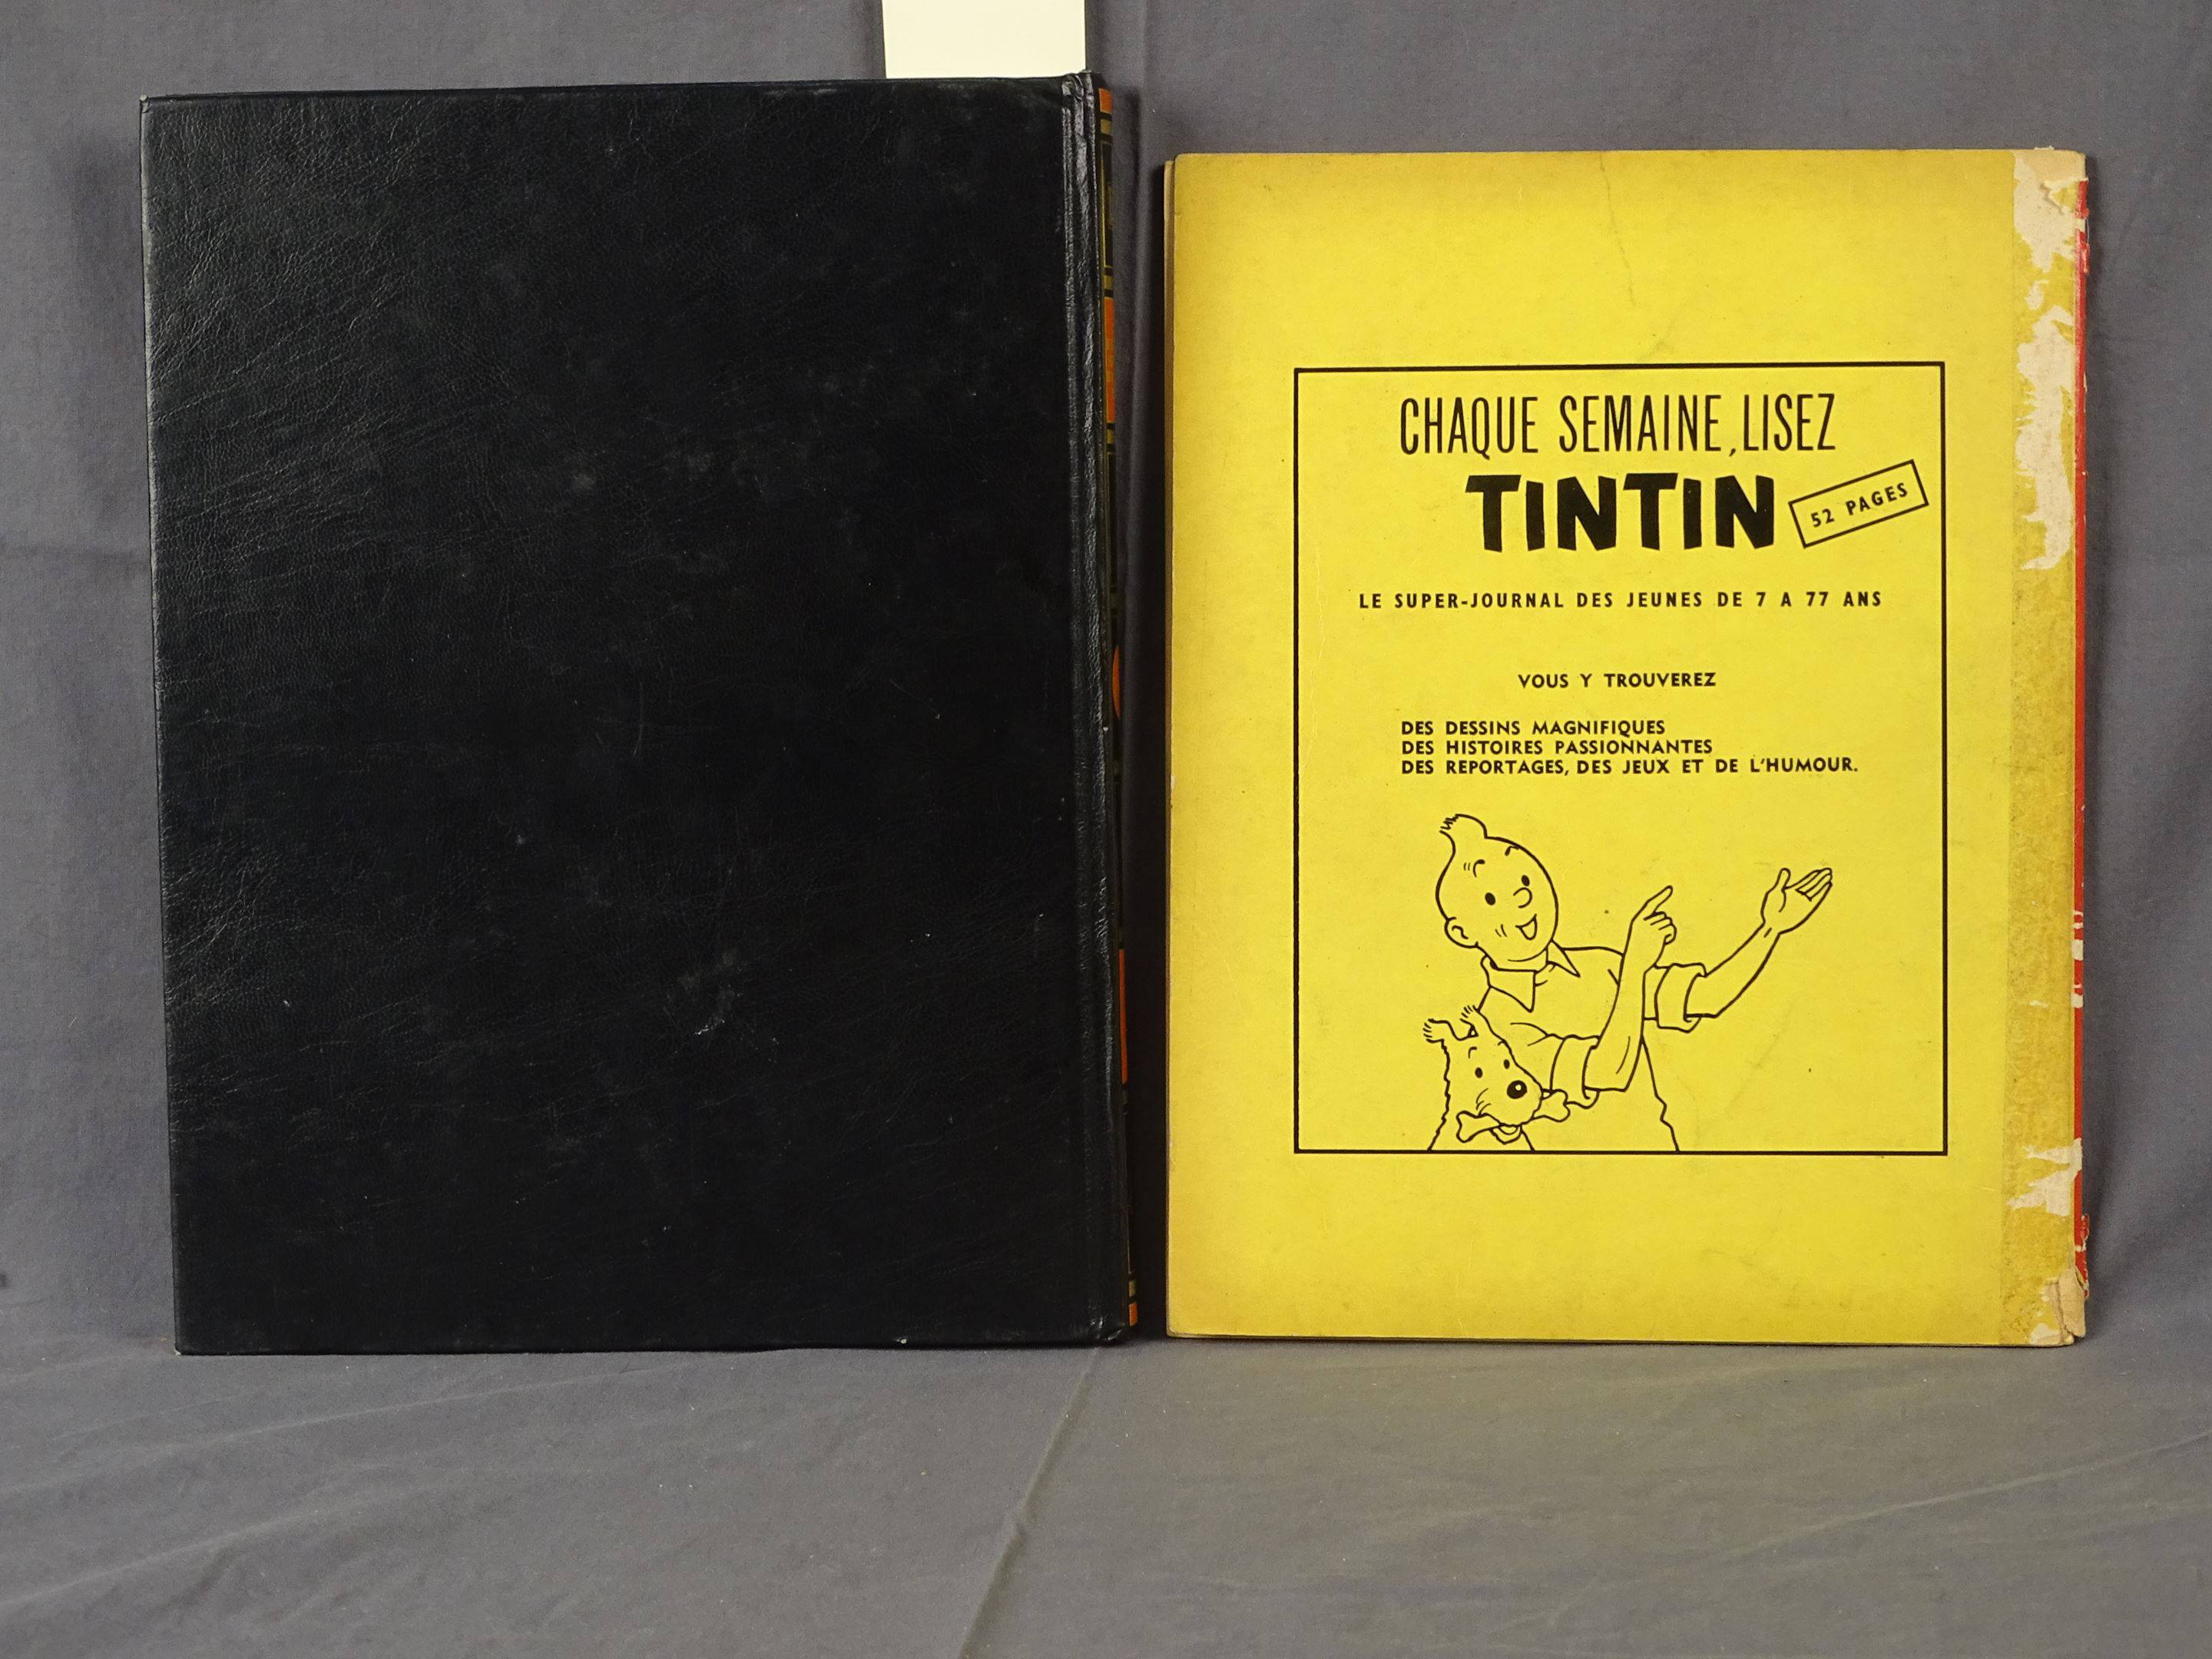 CHAQUE SEMAINE, LISEZ
TINTIN
52 PAGES
LE SUPER-JOURNAL DES JEUNES DE 7 A 77 ANS
VOUS Y TROUVEREZ
DES DESSINS MAGNIFIQUES
DES HISTOIRES PASSIONNANTES
DES REPORTAGES, DES JEUX ET DE L'HUMOUR.